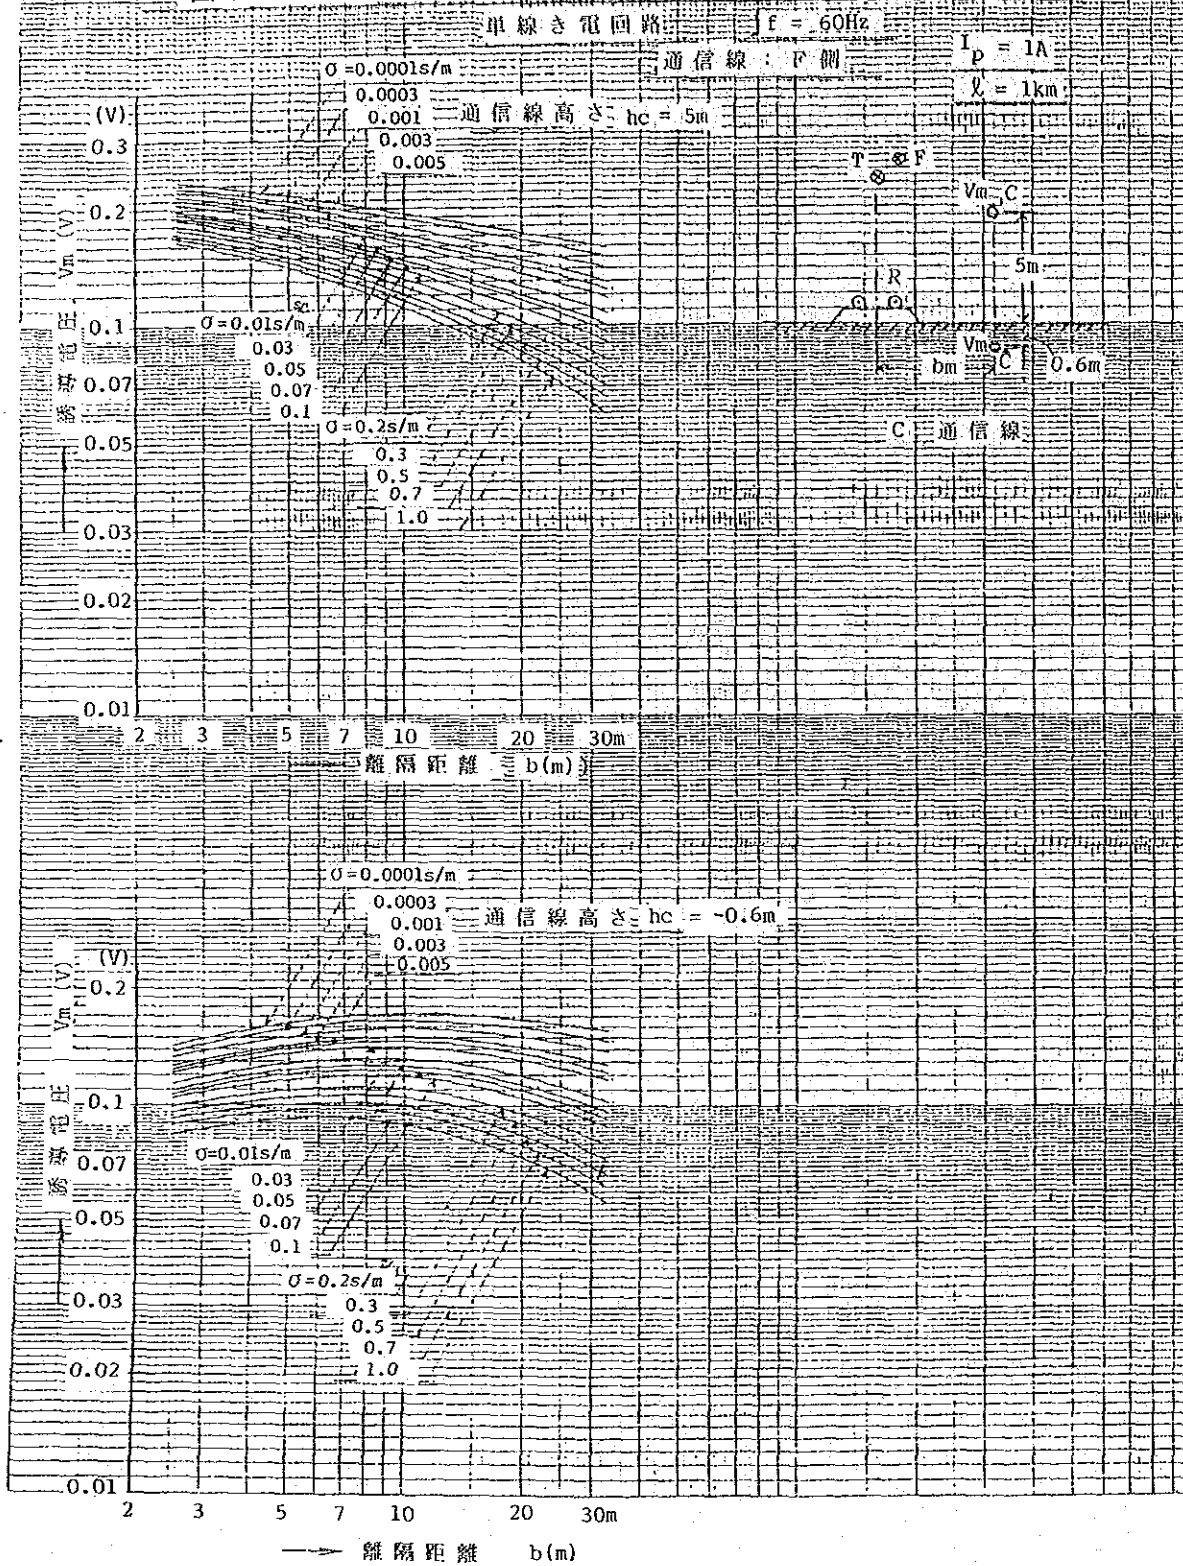 単線き電回路 f = 60Hz
通信線：F側
I_p = 1A
ℓ = 1km
σ=0.0001s/m
0.0003
0.001
0.003
0.005
通信線高さ hc = 5m
(V)
0.3
0.2
0.1
0.07
0.05
0.03
0.02
0.01
誘導電圧 Vm (V)
σ=0.01s/m
0.03
0.05
0.07
0.1
σ=0.2s/m
0.3
0.5
0.7
1.0
T F
Vm C
5m
R
Vm
C
bm
0.6m
C 通信線
2 3 5 7 10 20 30m
離隔距離 b(m)
σ=0.0001s/m
0.0003
0.001
0.003
0.005
通信線高さ hc = -0.6m
(V)
0.2
0.1
0.07
0.05
0.03
0.02
0.01
誘導電圧 Vm (V)
σ=0.01s/m
0.03
0.05
0.07
0.1
σ=0.2s/m
0.3
0.5
0.7
1.0
2 3 5 7 10 20 30m
→ 離隔距離 b(m)